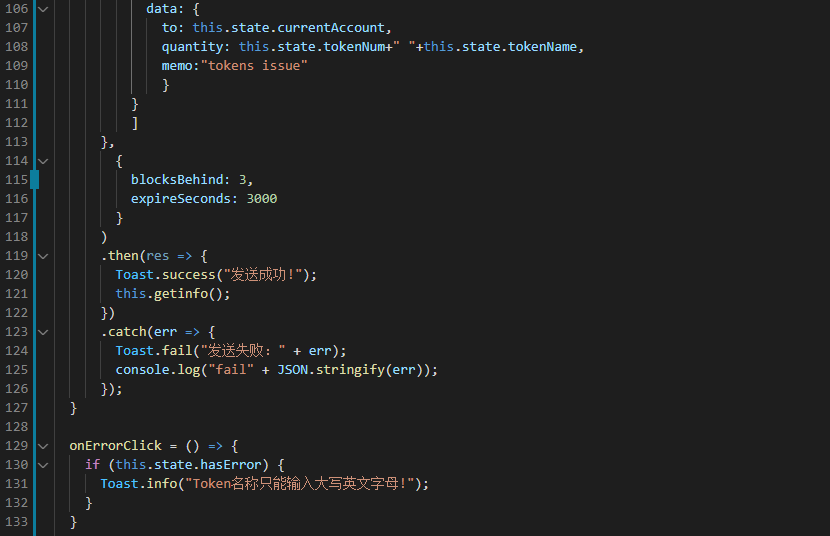 106 data: {
107 to: this.state.currentAccount,
108 quantity: this.state.tokenNum+" "+this.state.tokenName,
109 memo:"tokens issue"
110 }
111 }
112 ]
113 },
114 {
115 blocksBehind: 3,
116 expireSeconds: 3000
117 }
118 )
119 .then(res => {
120 Toast.success("发送成功!");
121 this.getinfo();
122 })
123 .catch(err => {
124 Toast.fail("发送失败：" + err);
125 console.log("fail" + JSON.stringify(err));
126 });
127 }
128
129 onErrorClick = () => {
130 if (this.state.hasError) {
131 Toast.info("Token名称只能输入大写英文字母!");
132 }
133 }